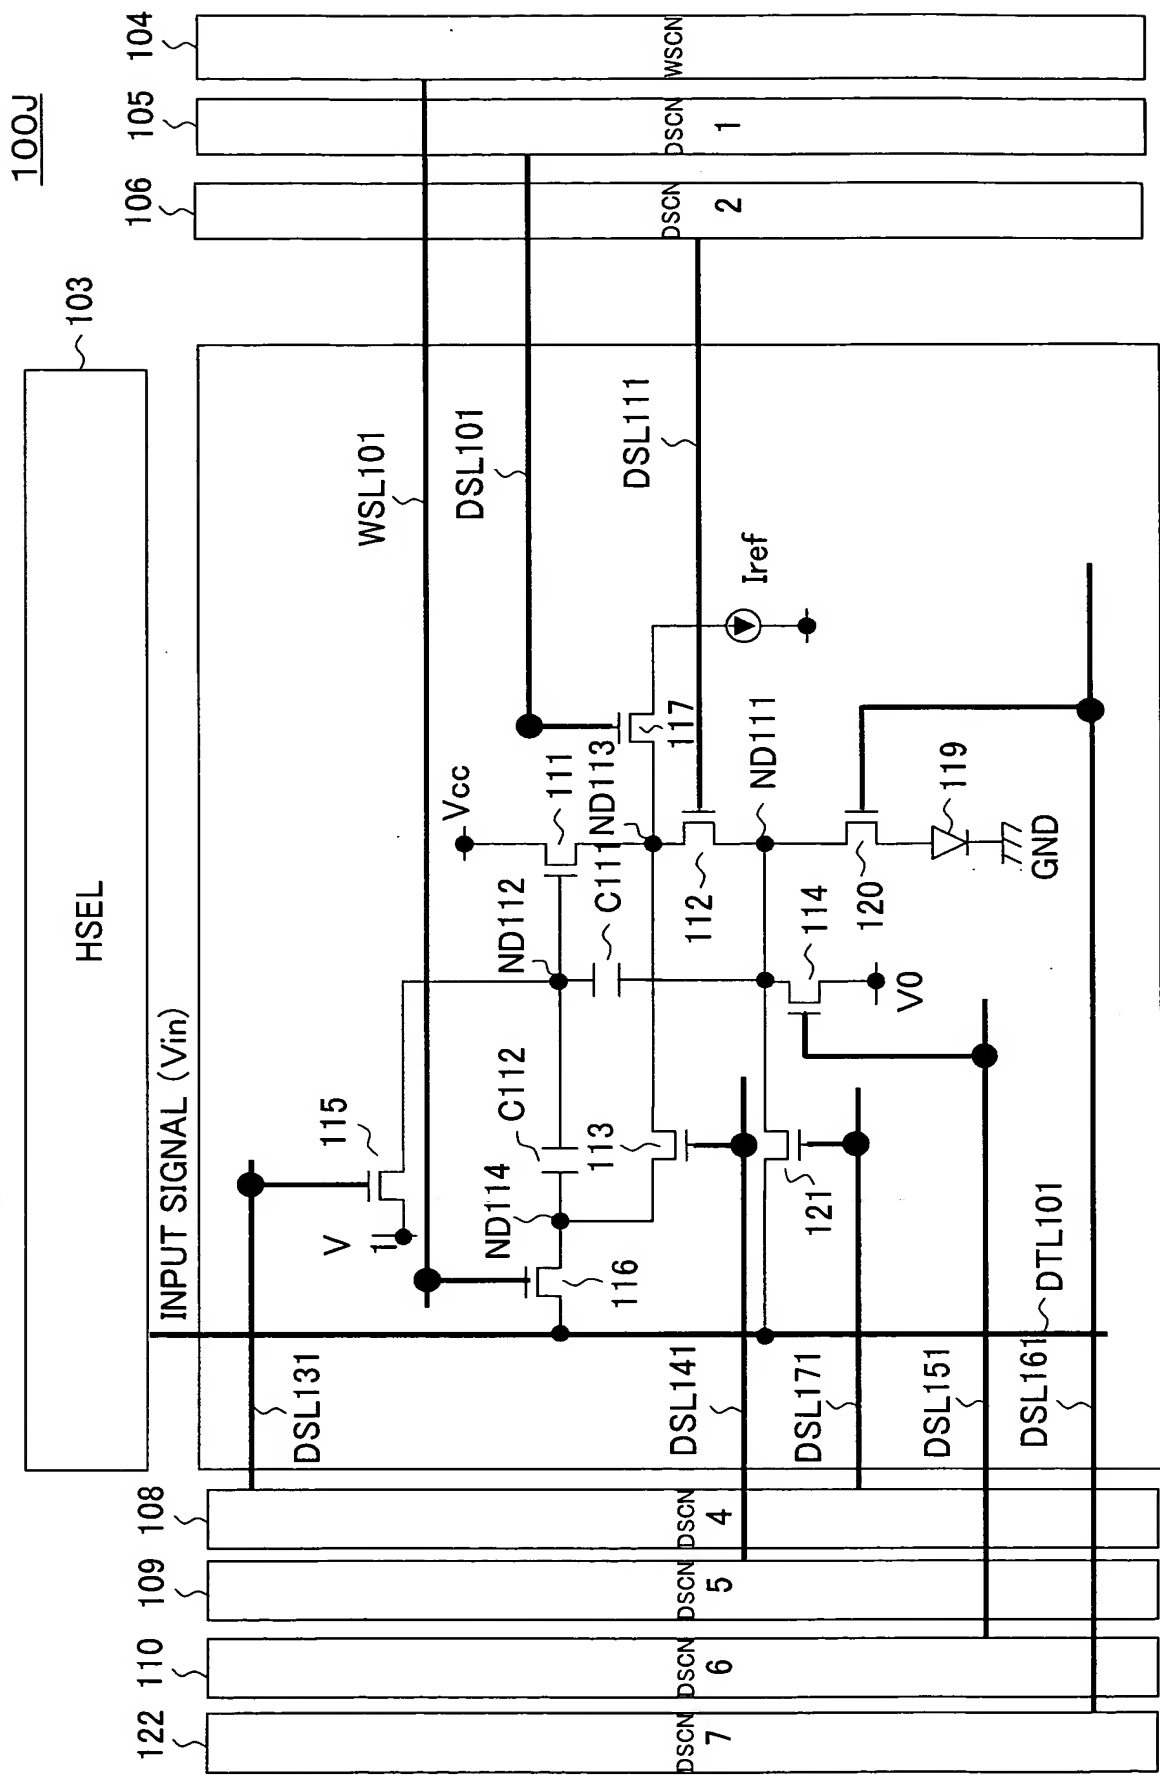 100J
103
HSEL
INPUT SIGNAL (Vin)
104
WSCN
105
DSCN
1
106
DSCN
2
108
DSCN
4
109
DSCN
5
110
DSCN
6
122
DSCN
7
WSL101
DSL101
DSL111
DSL131
DSL141
DSL171
DSL151
DSL161
DTL101
V
1
115
116
ND114
C112
ND112
C111
Vcc
111
ND113
117
Iref
113
112
ND111
121
114
V0
120
119
GND